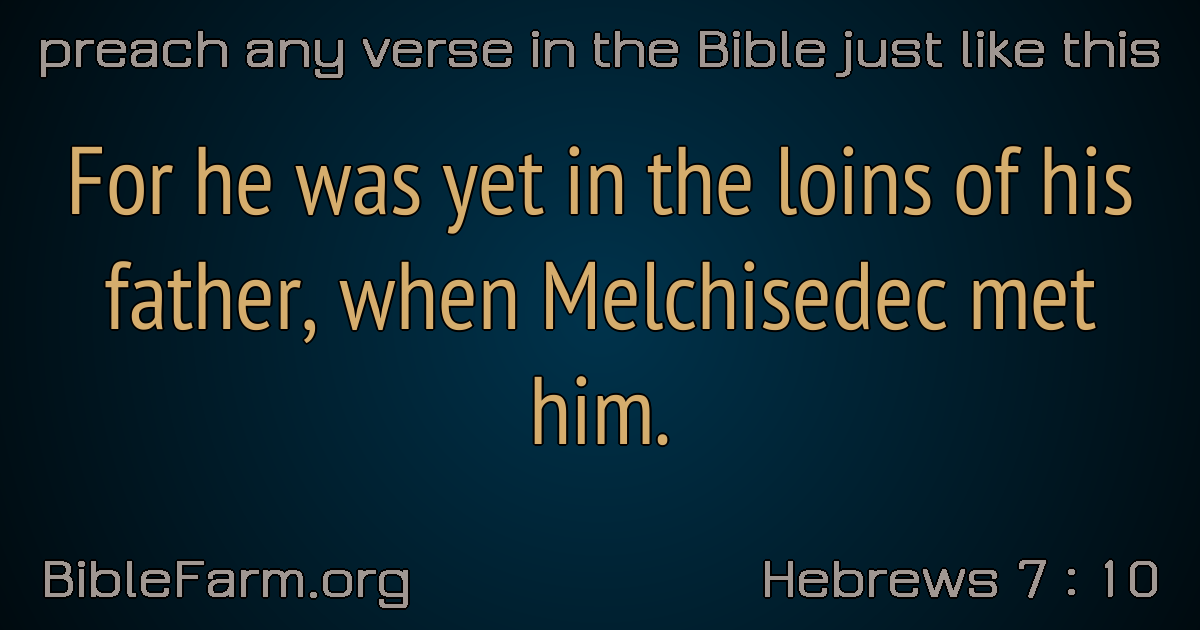 preach any verse in the Bible just like this
For he was yet in the loins of his
father, when Melchisedec met
him.
BibleFarm.org
Hebrews 7 : 10